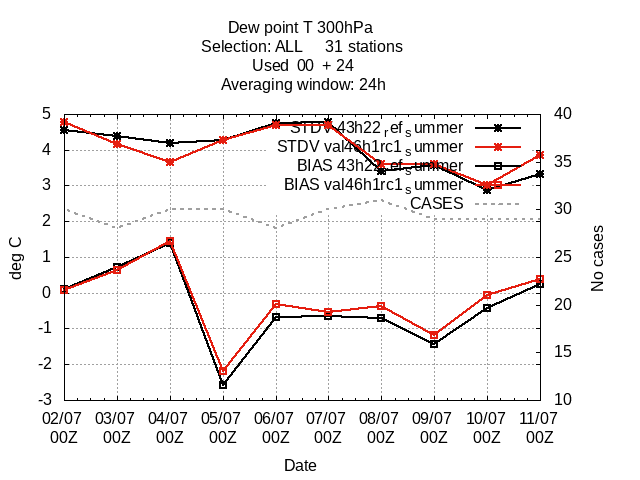 Dew point T 300hPa
Selection: ALL 31 stations
Used 00 + 24
Averaging window: 24h
STDV 43h22ref_summer
STDV val46h1rc1_summer
BIAS 43h22ref_summer
BIAS val46h1rc1_summer
CASES
5
4
3
2
1
0
-1
-2
-3
40
35
30
25
20
15
10
deg C
No cases
02/07 03/07 04/07 05/07 06/07 07/07 08/07 09/07 10/07 11/07
00Z 00Z 00Z 00Z 00Z 00Z 00Z 00Z 00Z 00Z
Date